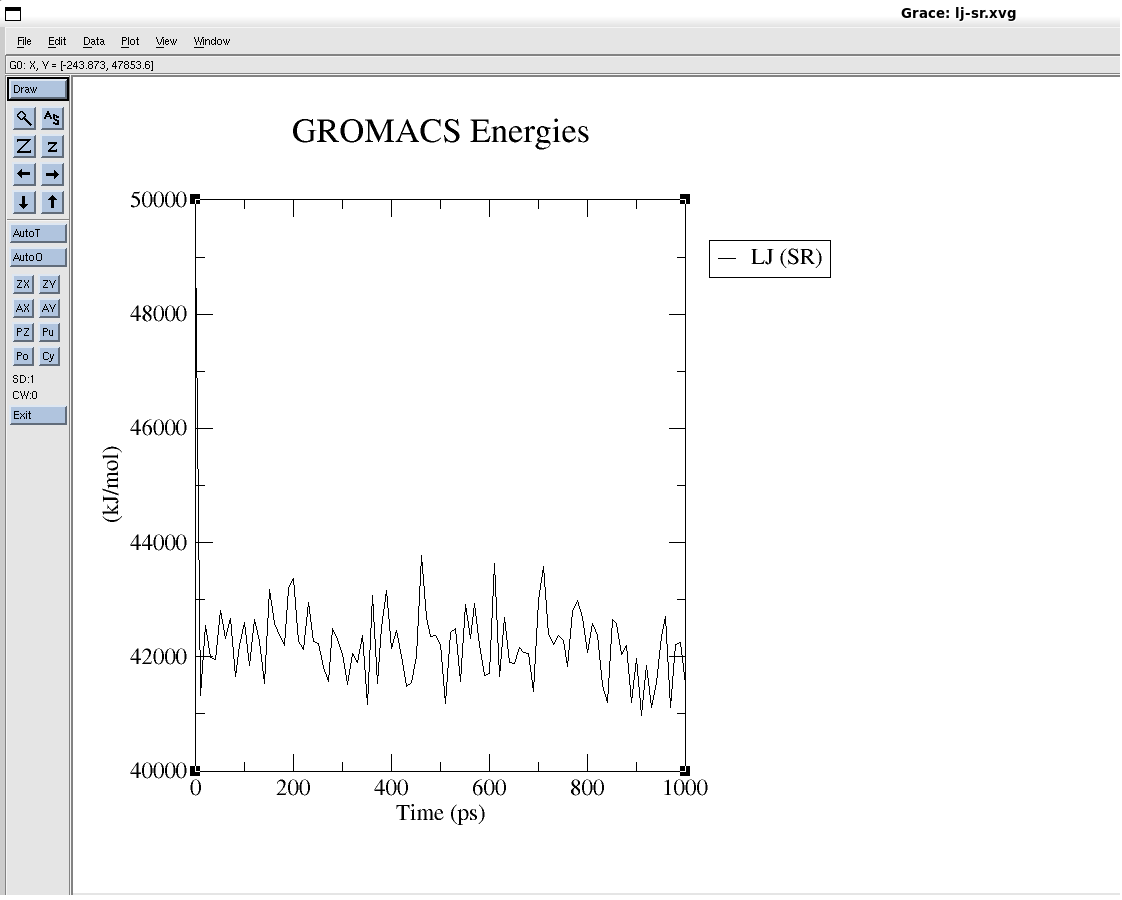 Grace: lj-sr.xvg
File Edit Data Plot View Window
G0: X, Y = [-243.873, 47853.6]
Draw
AS
Z z
AutoT
AutoO
ZX ZY
AX AY
PZ Pu
Po Cy
SD:1
CW:0
Exit
GROMACS Energies
50000
48000
46000
44000
42000
40000
(kJ/mol)
LJ (SR)
0 200 400 600 800 1000
Time (ps)